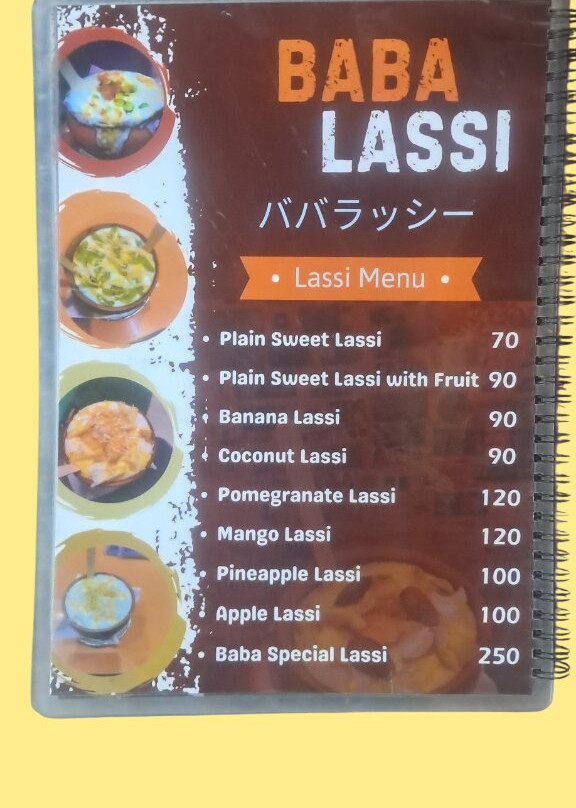 BABA
LASSI
ババラッシー
• Lassi Menu •
• Plain Sweet Lassi 70
• Plain Sweet Lassi with Fruit 90
• Banana Lassi 90
• Coconut Lassi 90
• Pomegranate Lassi 120
• Mango Lassi 120
• Pineapple Lassi 100
• Apple Lassi 100
• Baba Special Lassi 250